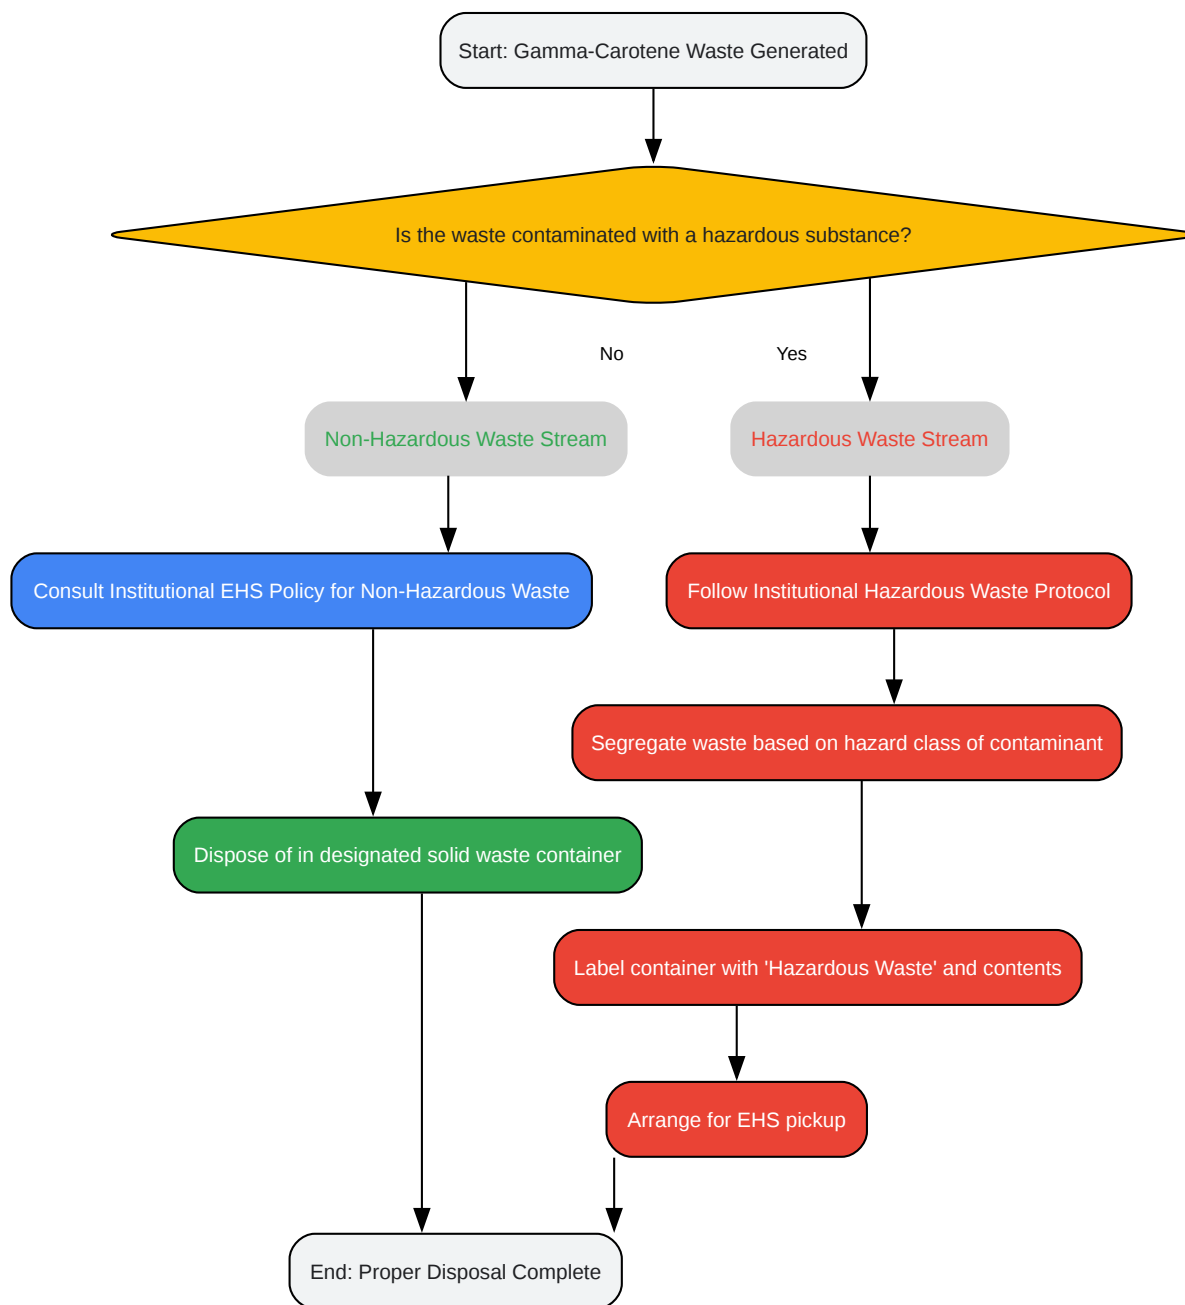 Start: Gamma-Carotene Waste Generated
Is the waste contaminated with a hazardous substance?
No
Yes
Non-Hazardous Waste Stream
Hazardous Waste Stream
Consult Institutional EHS Policy for Non-Hazardous Waste
Follow Institutional Hazardous Waste Protocol
Segregate waste based on hazard class of contaminant
Dispose of in designated solid waste container
Label container with 'Hazardous Waste' and contents
Arrange for EHS pickup
End: Proper Disposal Complete